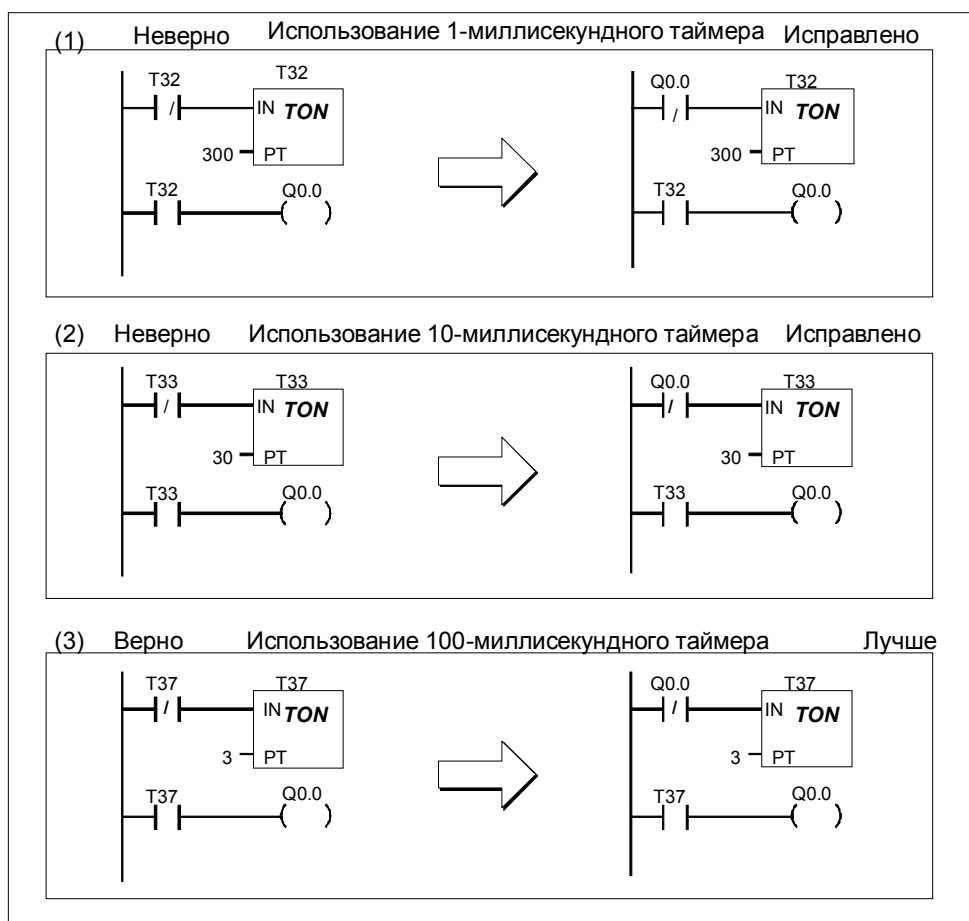 (1) Неверно Использование 1-миллисекундного таймера Исправлено
T32 T32 Q0.0 T32
/ IN TON / IN TON
300 PT 300 PT
T32 Q0.0 T32 Q0.0
(2) Неверно Использование 10-миллисекундного таймера Исправлено
T33 T33 Q0.0 T33
/ IN TON / IN TON
30 PT 30 PT
T33 Q0.0 T33 Q0.0
(3) Верно Использование 100-миллисекундного таймера Лучше
T37 T37 Q0.0 T37
/ IN TON / IN TON
3 PT 3 PT
T37 Q0.0 T37 Q0.0